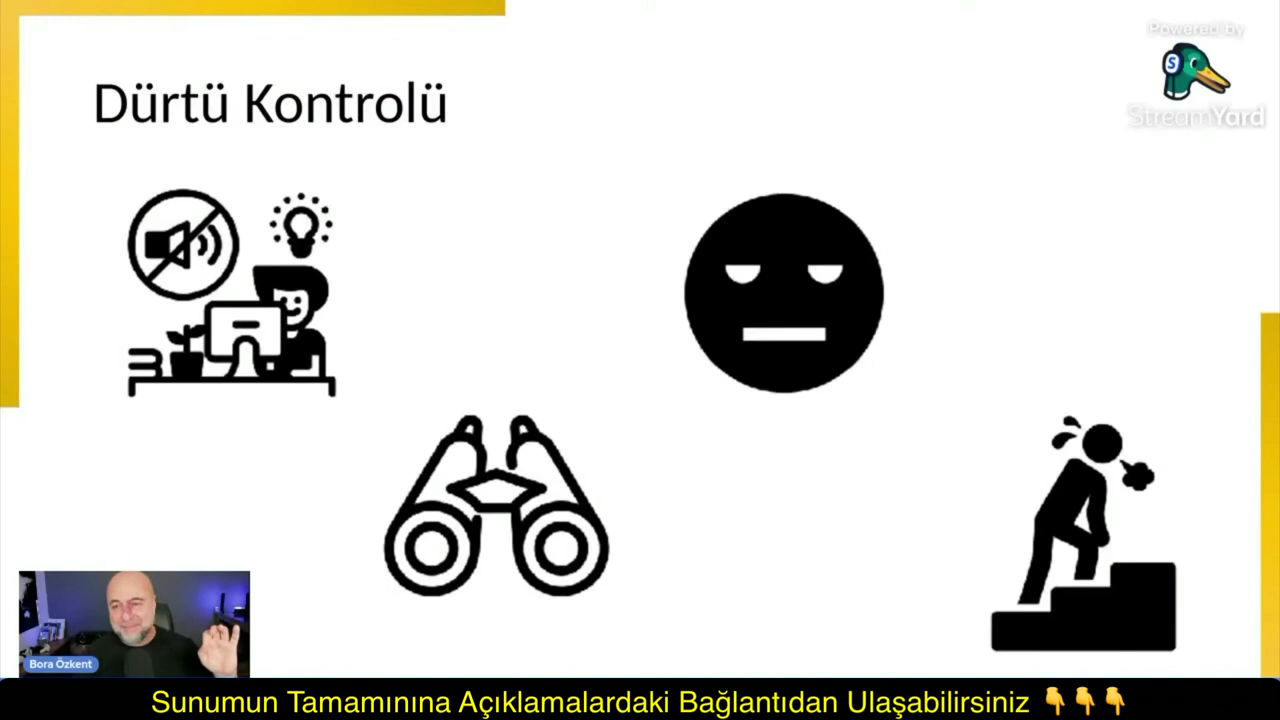 Powered by
StreamYard
Dürtü Kontrolü
Bora Özkent
Sunumun Tamamınına Açıklamalardaki Bağlantıdan Ulaşabilirsiniz 👇👇👇